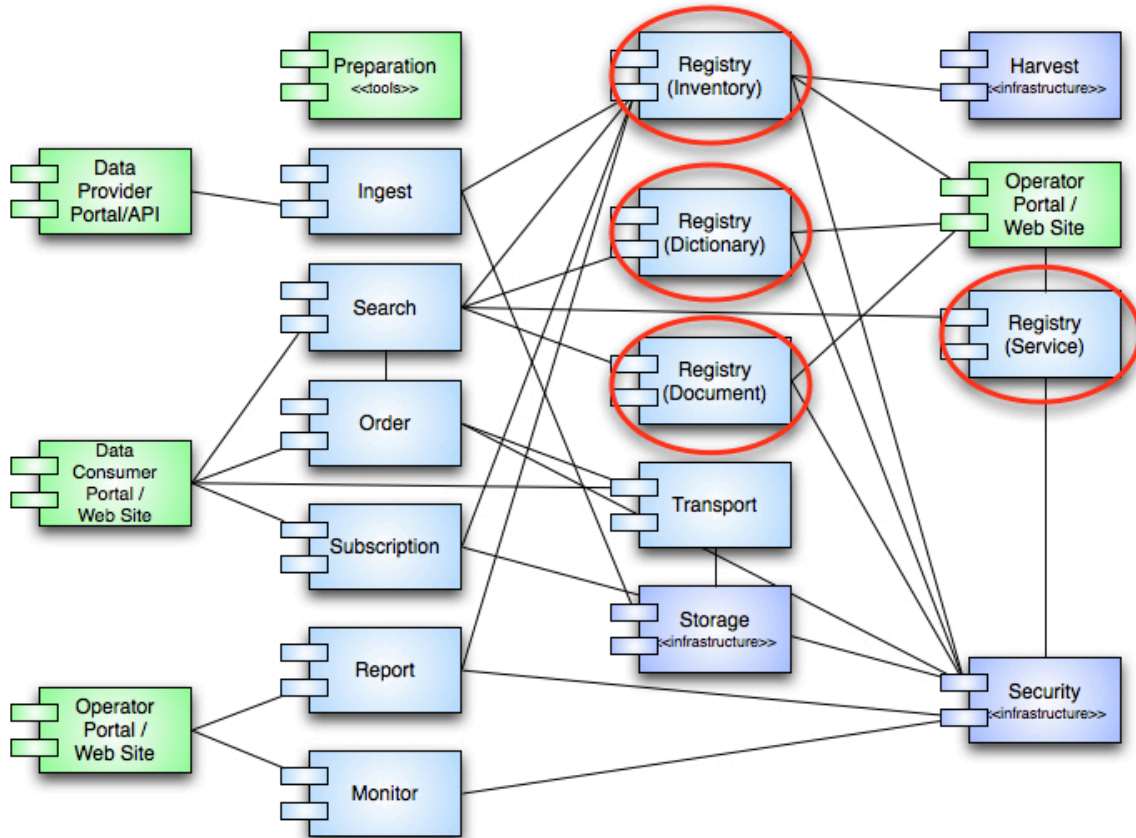 Preparation
<<tools>>
Registry
(Inventory)
Harvest
<<infrastructure>>
Data
Provider
Portal/API
Ingest
Registry
(Dictionary)
Operator
Portal /
Web Site
Search
Registry
(Service)
Registry
(Document)
Order
Data
Consumer
Portal /
Web Site
Transport
Subscription
Storage
<<infrastructure>>
Report
Security
<<infrastructure>>
Operator
Portal /
Web Site
Monitor